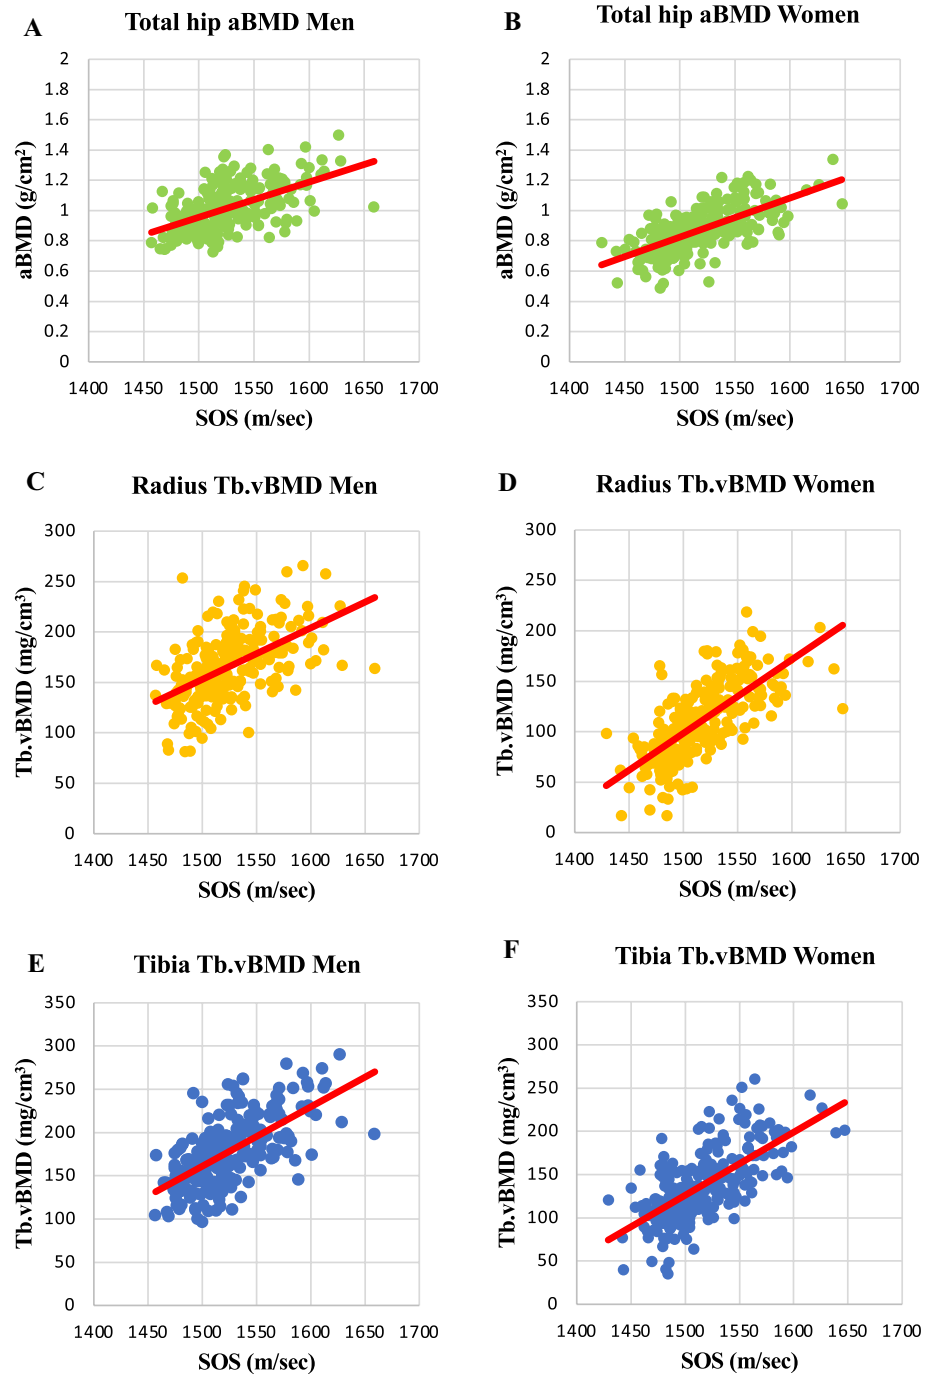 A
Total hip aBMD Men
aBMD (g/cm²)
2
1.8
1.6
1.4
1.2
1
0.8
0.6
0.4
0.2
0
1400 1450 1500 1550 1600 1650 1700
SOS (m/sec)
B
Total hip aBMD Women
aBMD (g/cm²)
2
1.8
1.6
1.4
1.2
1
0.8
0.6
0.4
0.2
0
1400 1450 1500 1550 1600 1650 1700
SOS (m/sec)
C
Radius Tb.vBMD Men
Tb.vBMD (mg/cm³)
300
250
200
150
100
50
0
1400 1450 1500 1550 1600 1650 1700
SOS (m/sec)
D
Radius Tb.vBMD Women
Tb.vBMD (mg/cm³)
300
250
200
150
100
50
0
1400 1450 1500 1550 1600 1650 1700
SOS (m/sec)
E
Tibia Tb.vBMD Men
Tb.vBMD (mg/cm³)
350
300
250
200
150
100
50
0
1400 1450 1500 1550 1600 1650 1700
SOS (m/sec)
F
Tibia Tb.vBMD Women
Tb.vBMD (mg/cm³)
350
300
250
200
150
100
50
0
1400 1450 1500 1550 1600 1650 1700
SOS (m/sec)